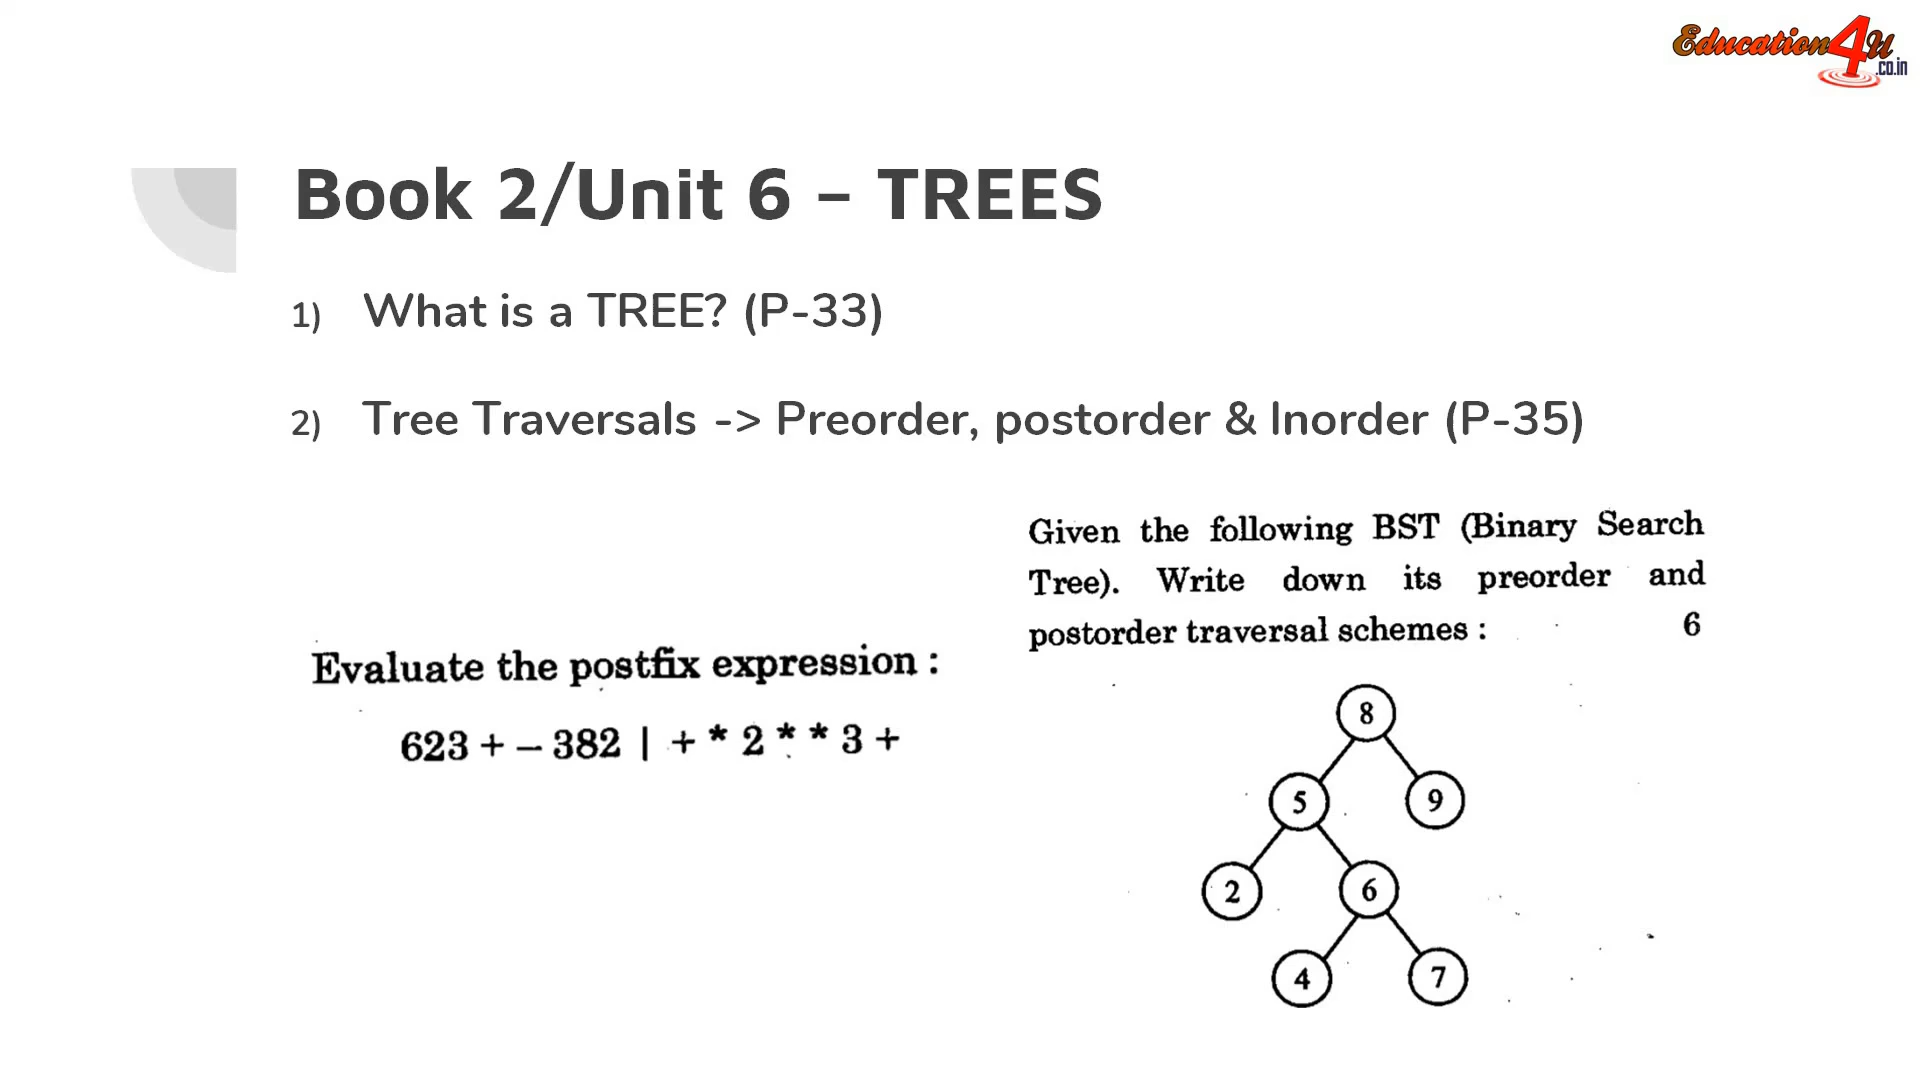 Education4U
.co.in
Book 2/Unit 6 – TREES
1) What is a TREE? (P-33)
2) Tree Traversals -> Preorder, postorder & Inorder (P-35)
Evaluate the postfix expression :
623 + – 382 | + * 2 * * 3 +
Given the following BST (Binary Search
Tree). Write down its preorder and
postorder traversal schemes : 6
8
5 9
2 6
4 7